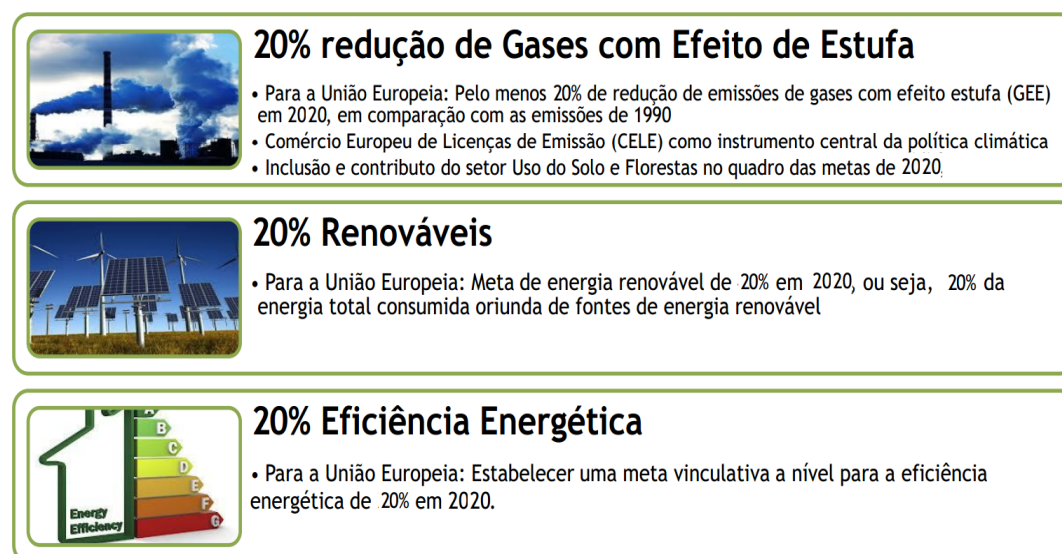 20% redução de Gases com Efeito de Estufa
• Para a União Europeia: Pelo menos 20% de redução de emissões de gases com efeito estufa (GEE)
em 2020, em comparação com as emissões de 1990
• Comércio Europeu de Licenças de Emissão (CELE) como instrumento central da política climática
• Inclusão e contributo do setor Uso do Solo e Florestas no quadro das metas de 2020;
20% Renováveis
• Para a União Europeia: Meta de energia renovável de 20% em 2020, ou seja, 20% da
energia total consumida oriunda de fontes de energia renovável
A
B
C
D
E
F
G
Energy
Efficiency
20% Eficiência Energética
• Para a União Europeia: Estabelecer uma meta vinculativa a nível para a eficiência
energética de 20% em 2020.